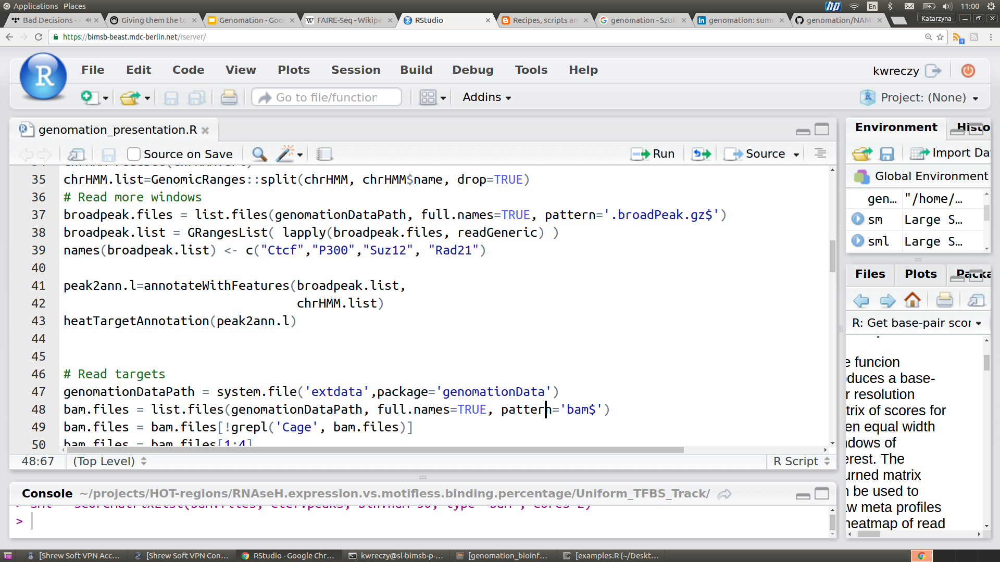 Applications Places
hp En 11:00
Bad Decisions -
Giving them the to
Genomation - Goo
FAIRE-Seq - Wikip
RStudio
Recipes, scripts an
genomation - Szuk
genomation: sum
genomation/NAM
Katarzyna
https://bimsb-beast.mdc-berlin.net/rserver/
4
R File Edit Code View Plots Session Build Debug Tools Help
kwreczy
Go to file/function
Addins
Project: (None)
genomation_presentation.R
Source on Save
Run
Source
35 chrHMM.list=GenomicRanges::split(chrHMM, chrHMM$name, drop=TRUE)
36 # Read more windows
37 broadpeak.files = list.files(genomationDataPath, full.names=TRUE, pattern='.broadPeak.gz$')
38 broadpeak.list = GRangesList( lapply(broadpeak.files, readGeneric) )
39 names(broadpeak.list) <- c("Ctcf","P300","Suz12", "Rad21")
40
41 peak2ann.l=annotateWithFeatures(broadpeak.list,
42 chrHMM.list)
43 heatTargetAnnotation(peak2ann.l)
44
45
46 # Read targets
47 genomationDataPath = system.file('extdata',package='genomationData')
48 bam.files = list.files(genomationDataPath, full.names=TRUE, pattern='bam$')
49 bam.files = bam.files[!grepl('Cage', bam.files)]
50 bam.files = bam.files[1:4]
48:67
(Top Level)
R Script
Console ~/projects/HOT-regions/RNAseH.expression.vs.motifless.binding.percentage/Uniform_TFBS_Track/
>
Environment
Histo
Import Da
Global Environment
gen… "/home/…
sm Large S…
sml Large S…
Files Plots Packa
R: Get base-pair scor
e funcion
duces a base-
r resolution
trix of scores for
en equal width
ndows of
erest. The
urned matrix
n be used to
aw meta profiles
heatmap of read
[Shrew Soft VPN Acc...
[Shrew Soft VPN Con...
RStudio - Google Chr...
kwreczy@sl-bimsb-p-...
[genomation_bioinf...
[examples.R (~/Deskt...